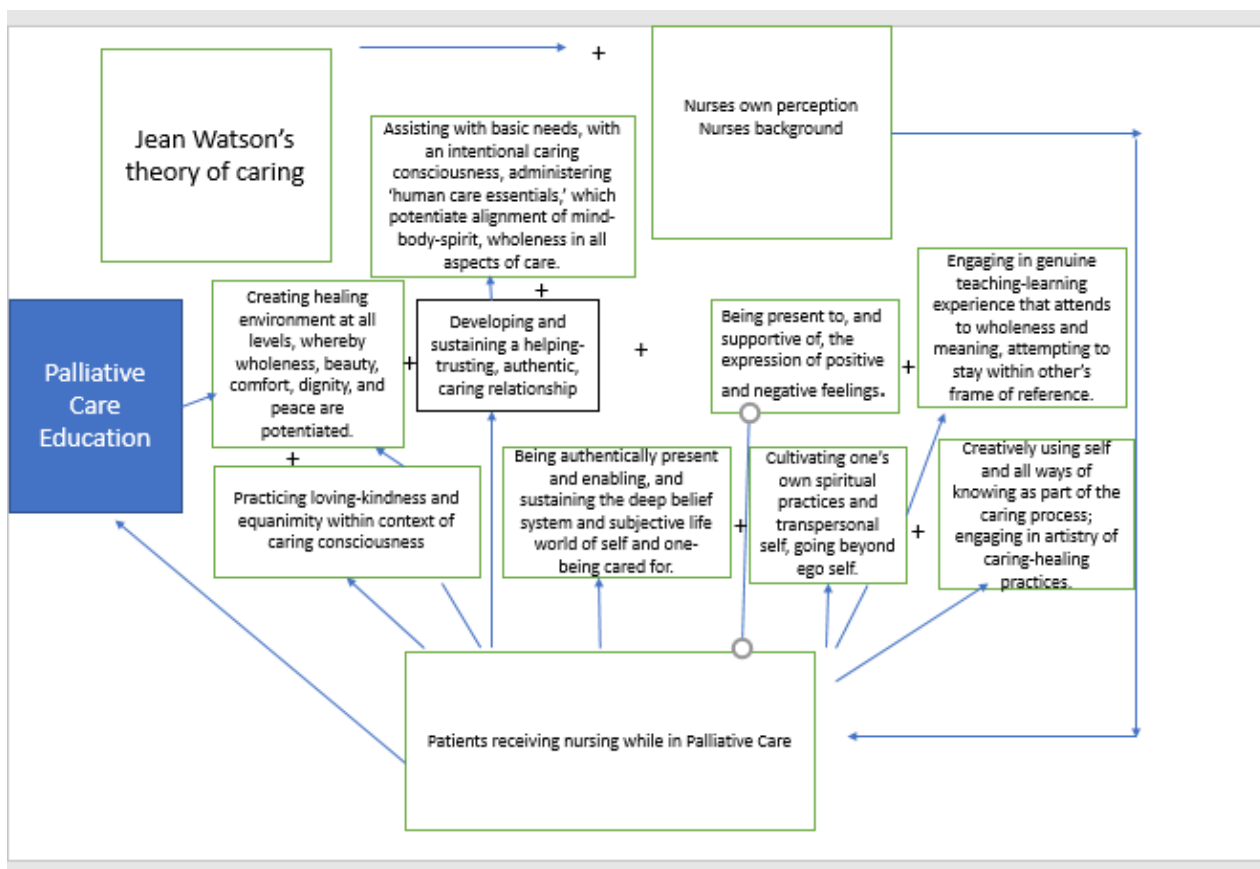 +
Jean Watson's
theory of caring
Nurses own perception
Nurses background
Assisting with basic needs, with
an intentional caring
consciousness, administering
'human care essentials,' which
potentiate alignment of mind-
body-spirit, wholeness in all
aspects of care.
+
Palliative
Care
Education
Creating healing
environment at all
levels, whereby
wholeness, beauty,
comfort, dignity, and
peace are
potentiated.
+
Developing and
sustaining a helping-
trusting, authentic,
caring relationship
+
Being present to, and
supportive of, the
expression of positive
and negative feelings.
+
Engaging in genuine
teaching-learning
experience that attends
to wholeness and
meaning, attempting to
stay within other's
frame of reference.
+
Practicing loving-kindness and
equanimity within context of
caring consciousness
Being authentically present
and enabling, and
sustaining the deep belief
system and subjective life
world of self and one-
being cared for.
+
Cultivating one's
own spiritual
practices and
transpersonal
self, going beyond
ego self.
+
Creatively using self
and all ways of
knowing as part of the
caring process;
engaging in artistry of
caring-healing
practices.
Patients receiving nursing while in Palliative Care